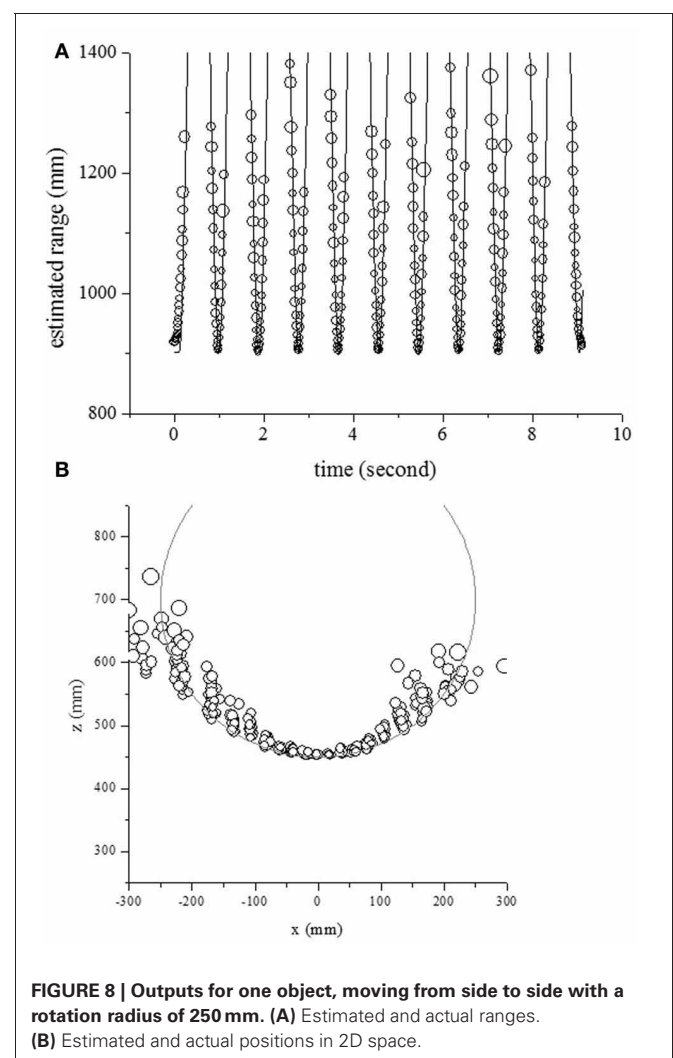 A
1400
1200
1000
800
estimated range (mm)
0
2
4
6
8
10
time (second)
B
800
700
600
500
400
300
z (mm)
-300
-200
-100
0
100
200
300
x (mm)
FIGURE 8 | Outputs for one object, moving from side to side with a
rotation radius of 250 mm. (A) Estimated and actual ranges.
(B) Estimated and actual positions in 2D space.